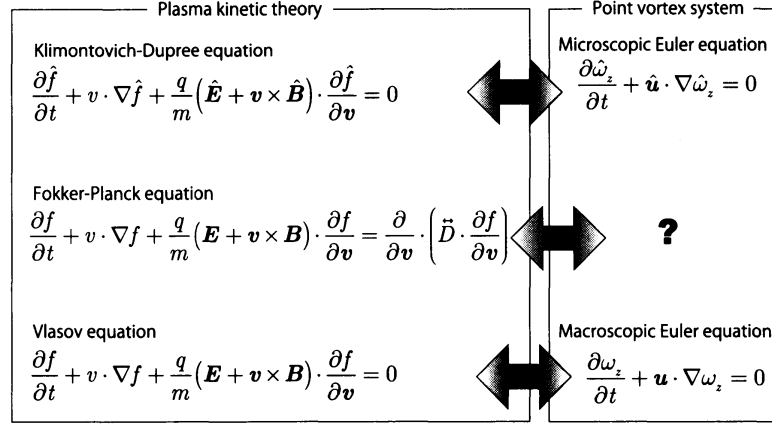 Plasma kinetic theory
Klimontovich-Dupree equation
∂f̂/∂t + v · ∇f̂ + q/m (Ê + v × B̂) · ∂f̂/∂v = 0
Fokker-Planck equation
∂f/∂t + v · ∇f + q/m (E + v × B) · ∂f/∂v = ∂/∂v · (D⃡ · ∂f/∂v)
Vlasov equation
∂f/∂t + v · ∇f + q/m (E + v × B) · ∂f/∂v = 0
Point vortex system
Microscopic Euler equation
∂ω̂_z/∂t + û · ∇ω̂_z = 0
?
Macroscopic Euler equation
∂ω_z/∂t + u · ∇ω_z = 0